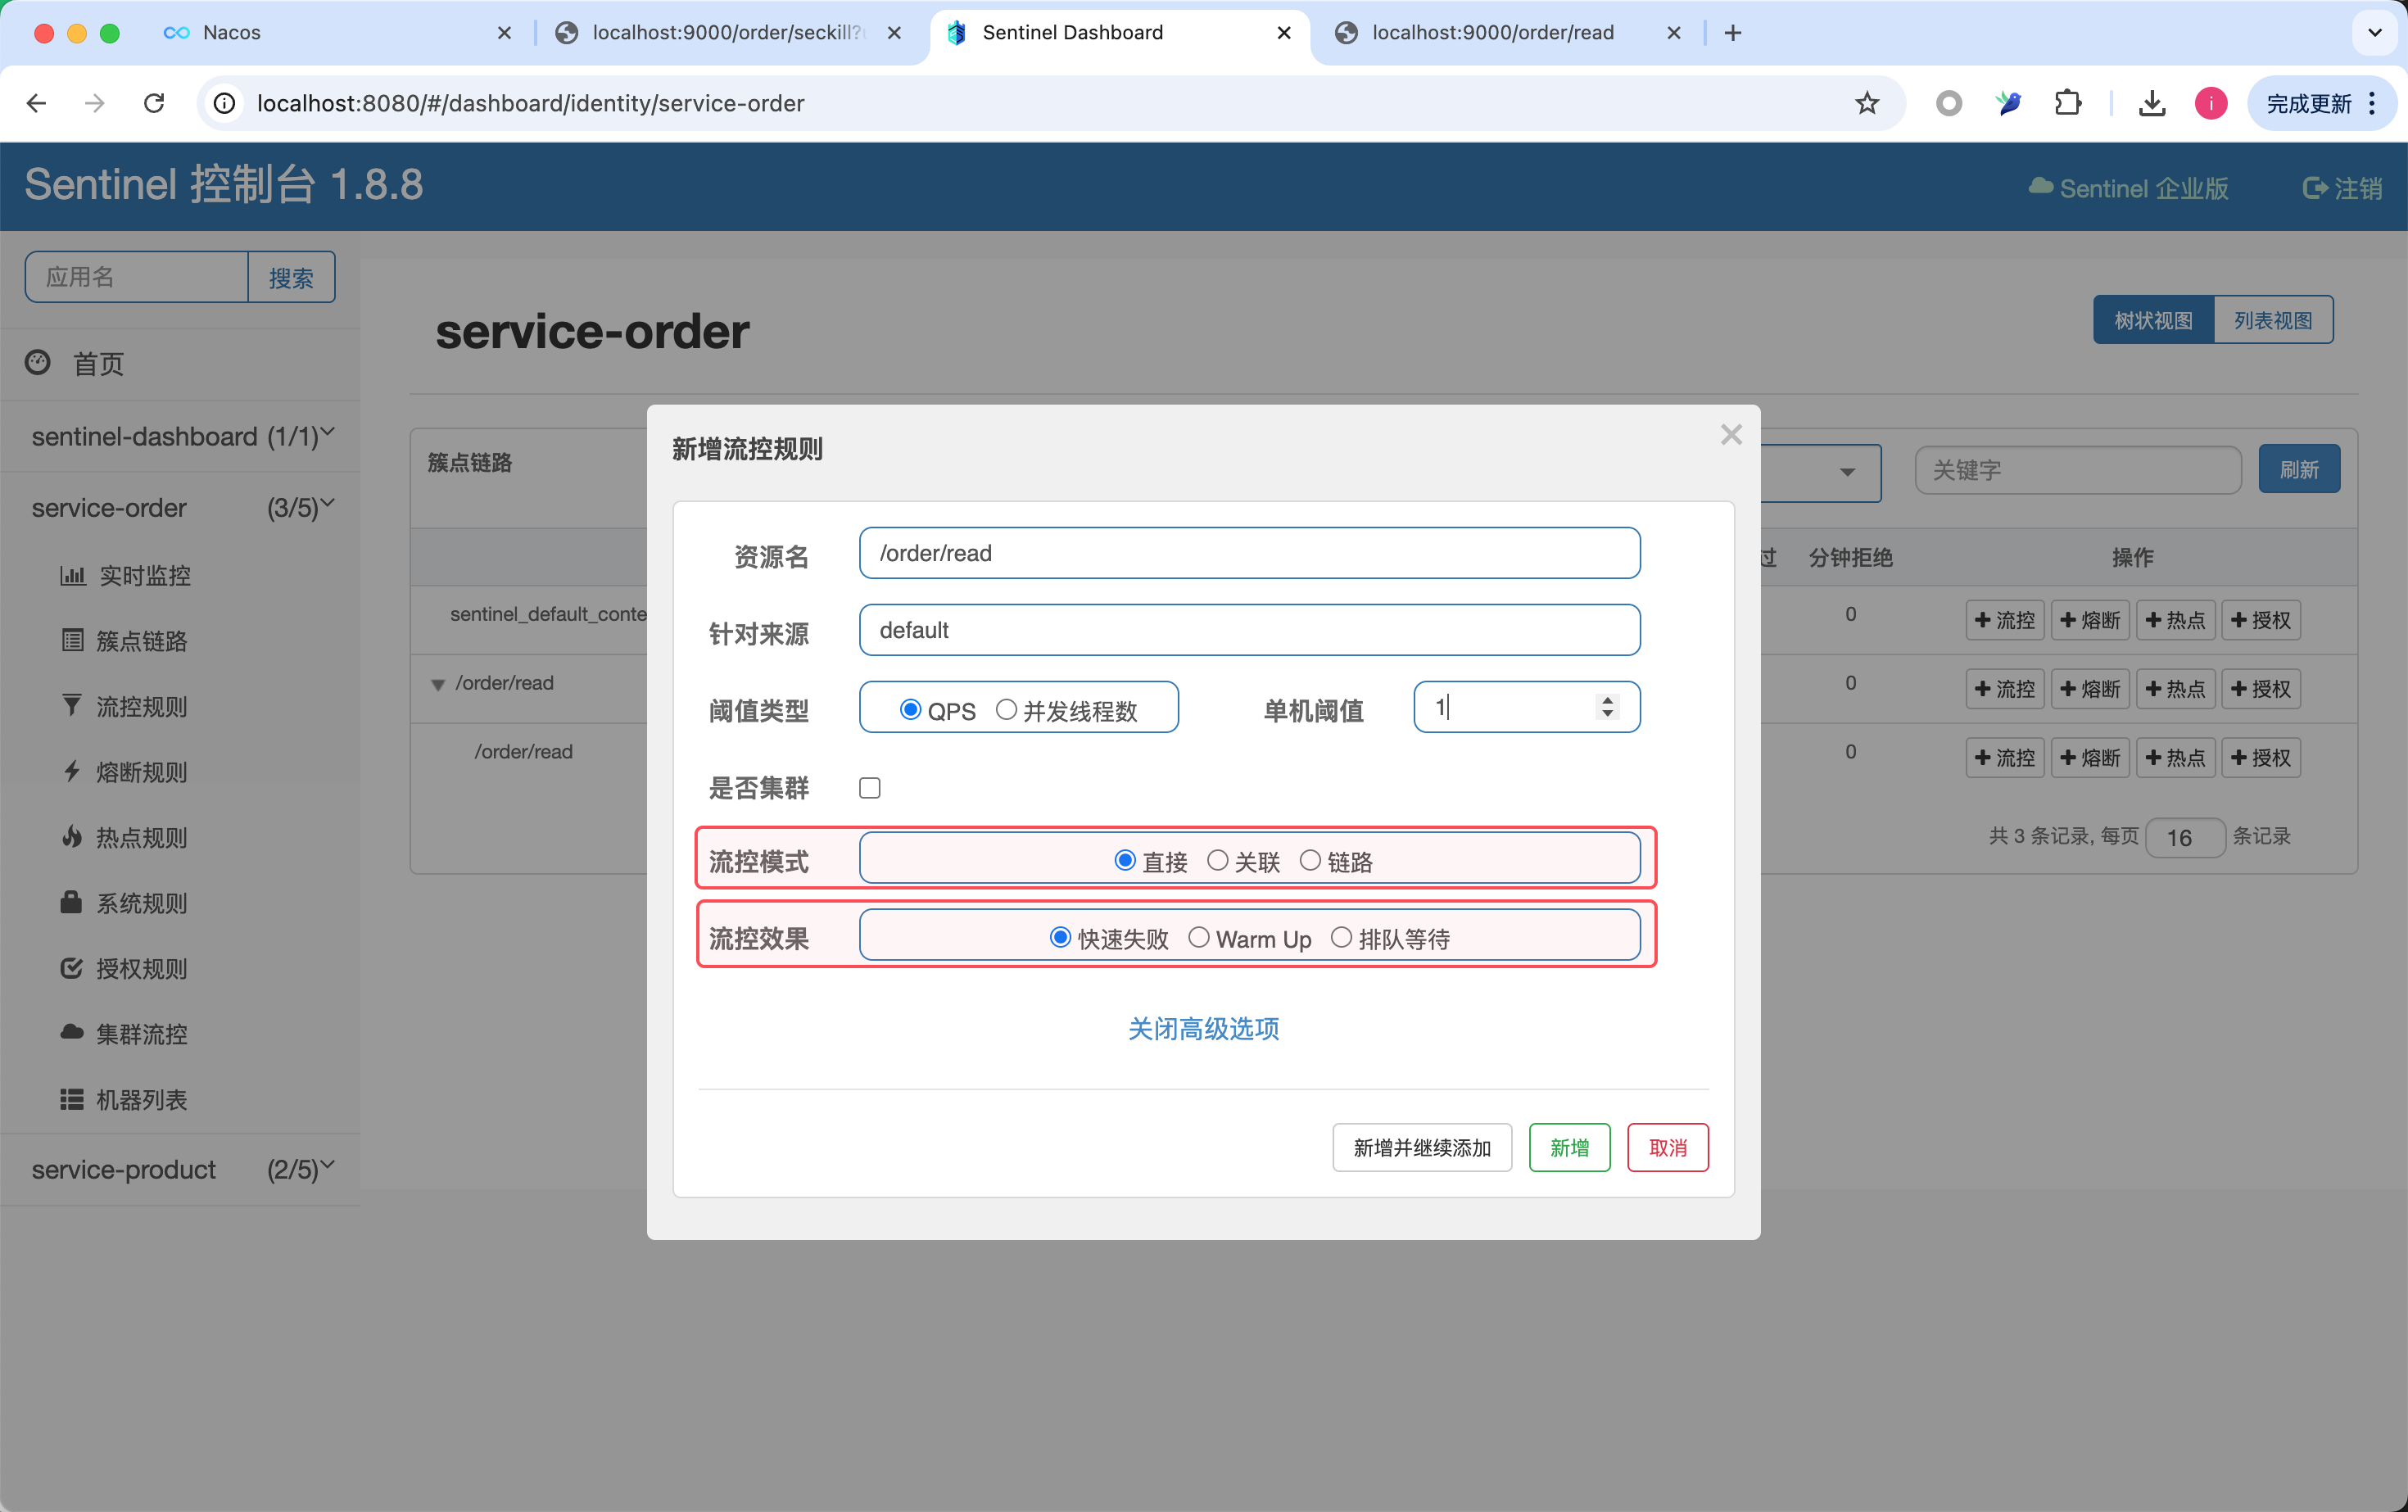 Nacos
localhost:9000/order/seckill?
Sentinel Dashboard
localhost:9000/order/read
localhost:8080/#/dashboard/identity/service-order
i
完成更新
Sentinel 控制台 1.8.8
Sentinel 企业版
注销
应用名
搜索
首页
sentinel-dashboard (1/1)
service-order (3/5)
实时监控
簇点链路
流控规则
熔断规则
热点规则
系统规则
授权规则
集群流控
机器列表
service-product (2/5)
service-order
树状视图
列表视图
簇点链路
关键字
刷新
过 分钟拒绝 操作
sentinel_default_conte 0 流控 熔断 热点 授权
/order/read 0 流控 熔断 热点 授权
/order/read 0 流控 熔断 热点 授权
共 3 条记录, 每页 16 条记录
新增流控规则
资源名 /order/read
针对来源 default
阈值类型 QPS 并发线程数 单机阈值 1
是否集群
流控模式 直接 关联 链路
流控效果 快速失败 Warm Up 排队等待
关闭高级选项
新增并继续添加 新增 取消